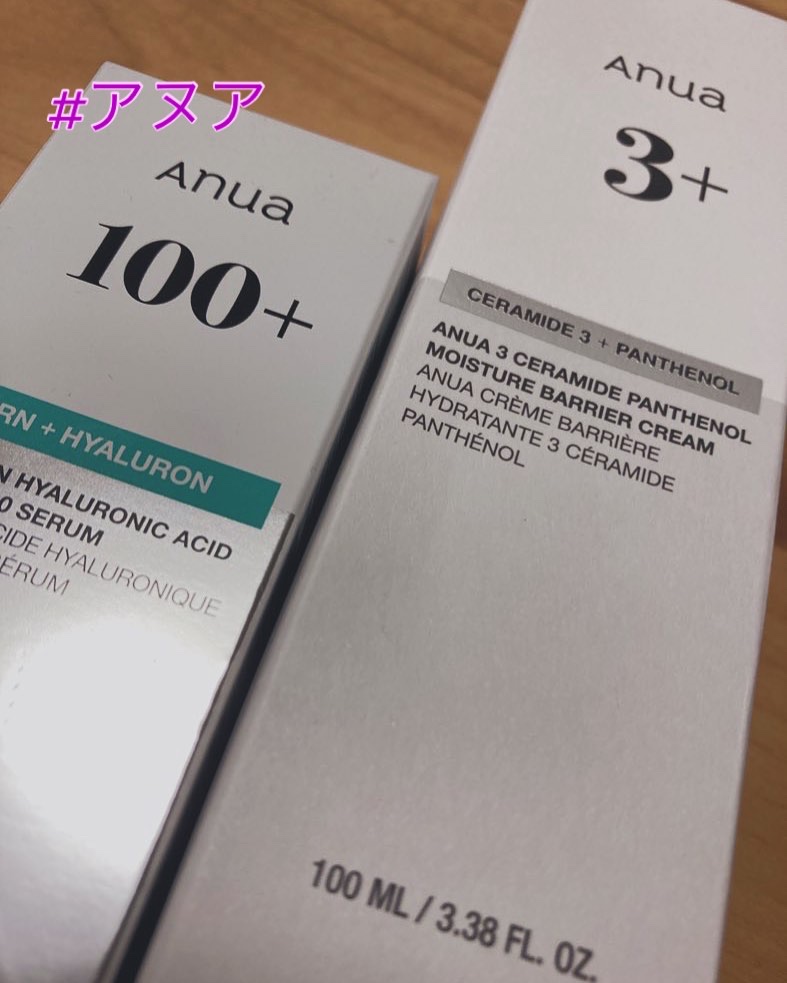 #アヌア
Anua
100+
RN + HYALURON
HYALURONIC ACID
0 SERUM
CIDE HYALURONIQUE
SÉRUM
Anua
3+
CERAMIDE 3 + PANTHENOL
ANUA 3 CERAMIDE PANTHENOL
MOISTURE BARRIER CREAM
ANUA CRÈME BARRIÈRE
HYDRATANTE 3 CÉRAMIDE
PANTHÉNOL
100 ML / 3.38 FL. OZ.